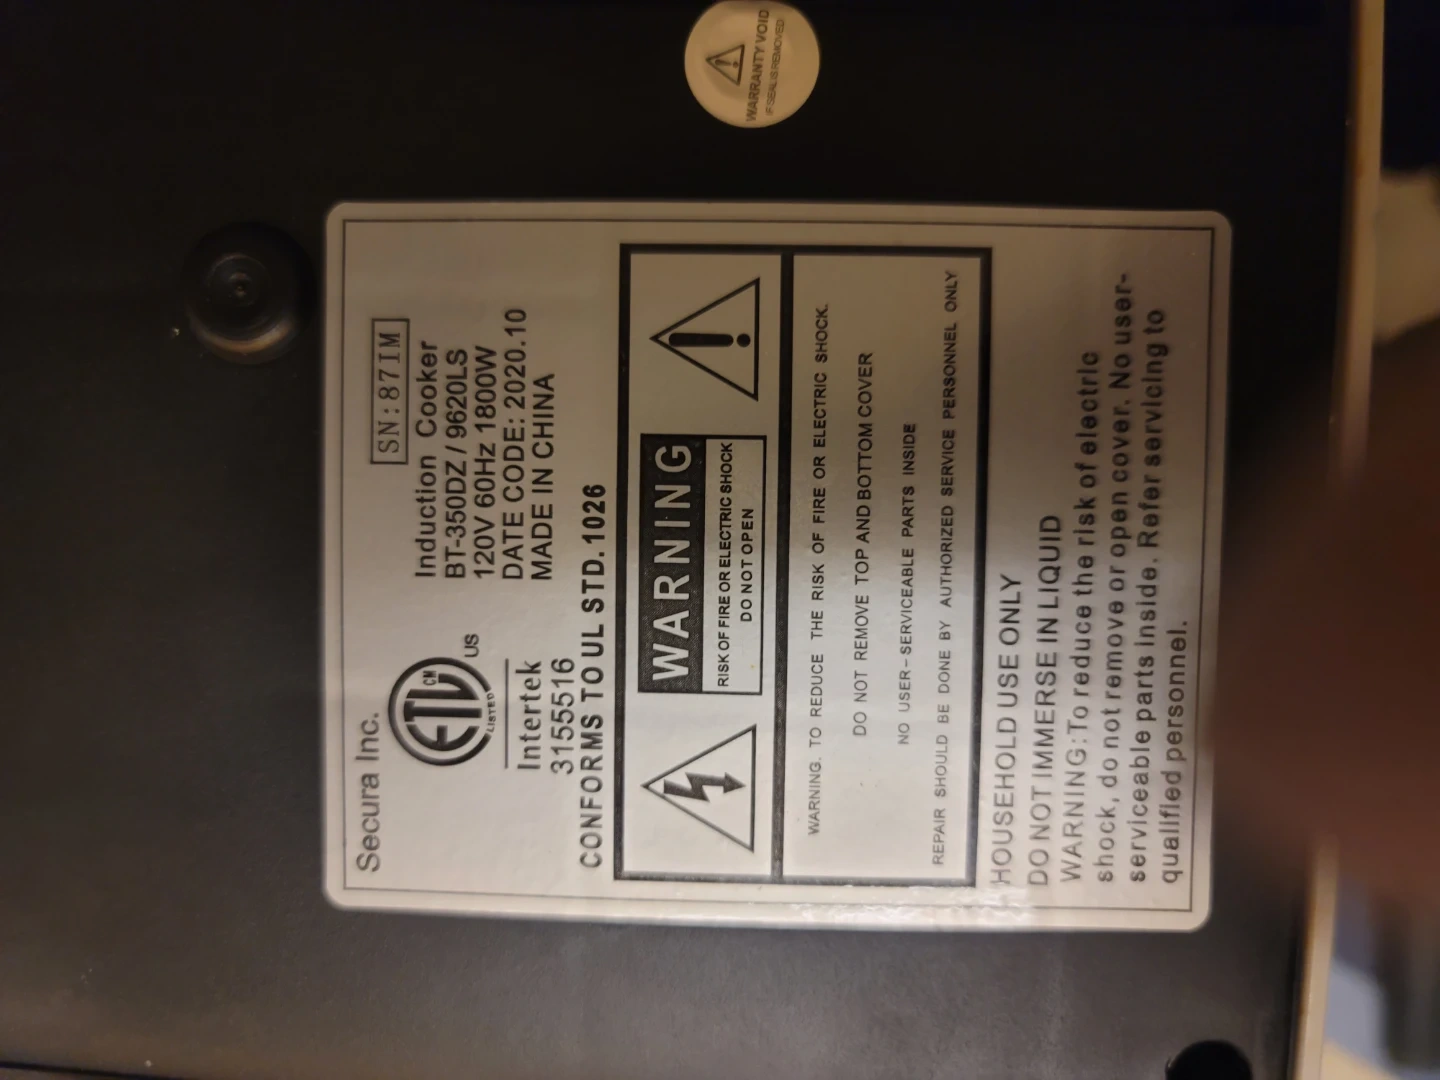 WARRANTY VOID
IF SEAL IS REMOVED
Secura Inc.
SN:87IM
ETL
CM
LISTED
US
Intertek
3155516
Induction Cooker
BT-350DZ / 9620LS
120V 60Hz 1800W
DATE CODE: 2020.10
MADE IN CHINA
CONFORMS TO UL STD. 1026
WARNING
RISK OF FIRE OR ELECTRIC SHOCK
DO NOT OPEN
WARNING. TO REDUCE THE RISK OF FIRE OR ELECTRIC SHOCK.
DO NOT REMOVE TOP AND BOTTOM COVER
NO USER-SERVICEABLE PARTS INSIDE
REPAIR SHOULD BE DONE BY AUTHORIZED SERVICE PERSONNEL ONLY
HOUSEHOLD USE ONLY
DO NOT IMMERSE IN LIQUID
WARNING:To reduce the risk of electric
shock, do not remove or open cover. No user-
serviceable parts inside. Refer servicing to
qualified personnel.